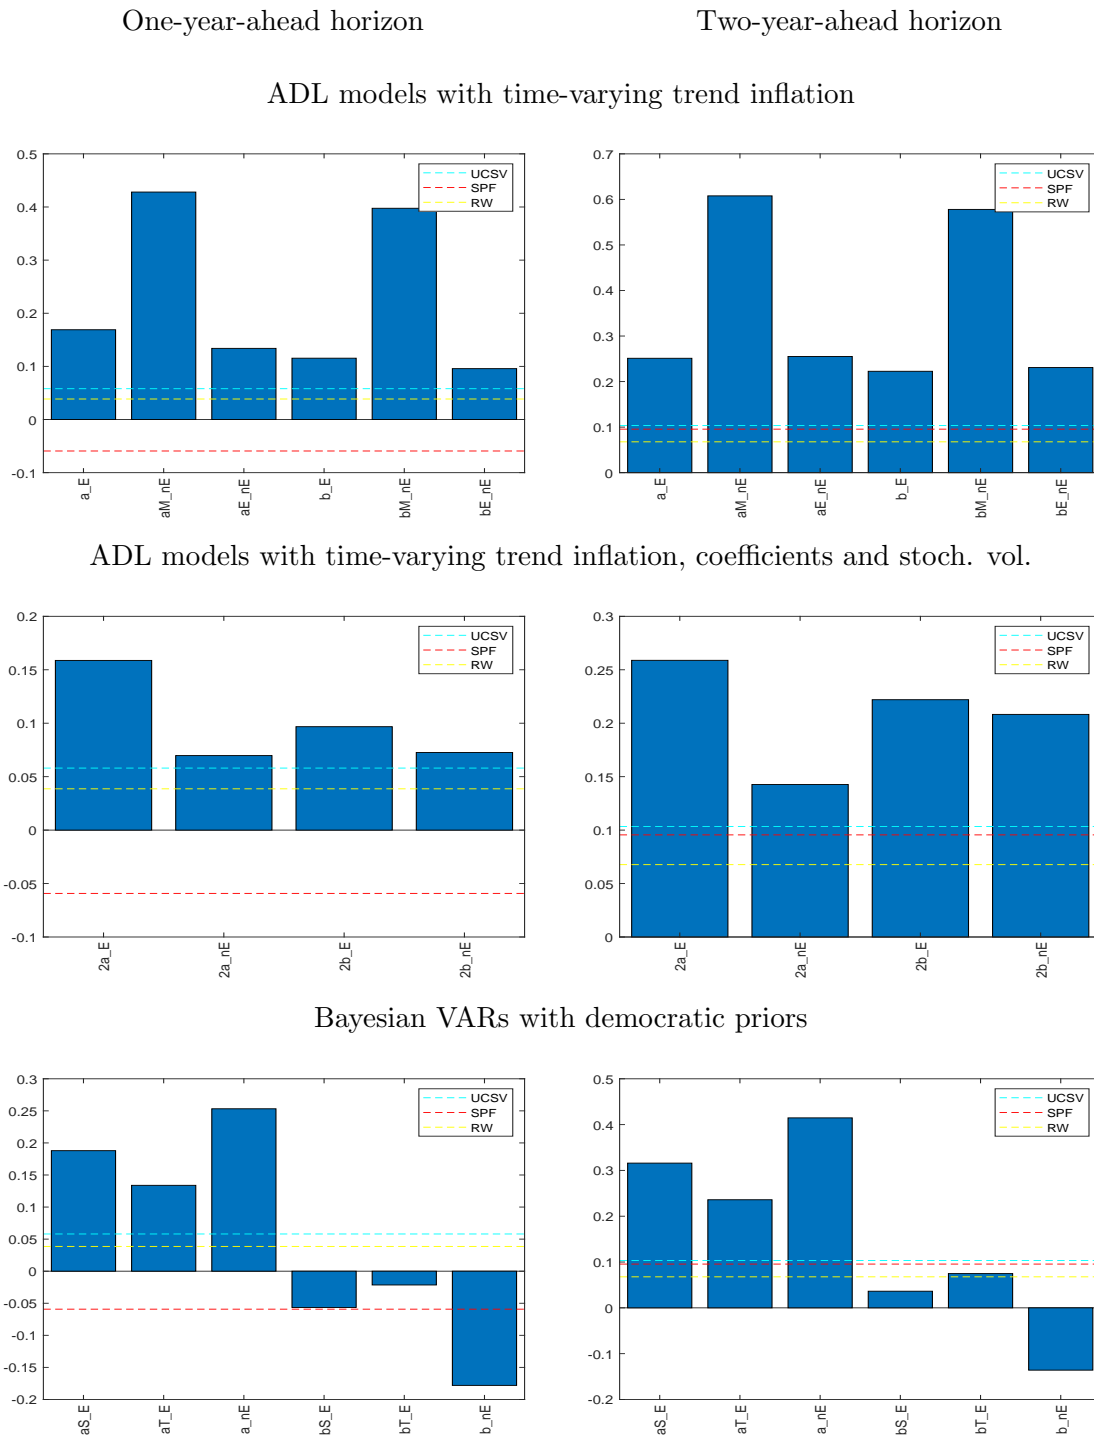 One-year-ahead horizon
Two-year-ahead horizon
ADL models with time-varying trend inflation
0.5
0.4
0.3
0.2
0.1
0
-0.1
UCSV
SPF
RW
a_E
aM_nE
aE_nE
b_E
bM_nE
bE_nE
0.7
0.6
0.5
0.4
0.3
0.2
0.1
0
UCSV
SPF
RW
a_E
aM_nE
aE_nE
b_E
bM_nE
bE_nE
ADL models with time-varying trend inflation, coefficients and stoch. vol.
0.2
0.15
0.1
0.05
0
-0.05
-0.1
UCSV
SPF
RW
2a_E
2a_nE
2b_E
2b_nE
0.3
0.25
0.2
0.15
0.1
0.05
0
UCSV
SPF
RW
2a_E
2a_nE
2b_E
2b_nE
Bayesian VARs with democratic priors
0.3
0.25
0.2
0.15
0.1
0.05
0
-0.05
-0.1
-0.15
-0.2
UCSV
SPF
RW
aS_E
aT_E
a_nE
bS_E
bT_E
b_nE
0.5
0.4
0.3
0.2
0.1
0
-0.1
-0.2
UCSV
SPF
RW
aS_E
aT_E
a_nE
bS_E
bT_E
b_nE